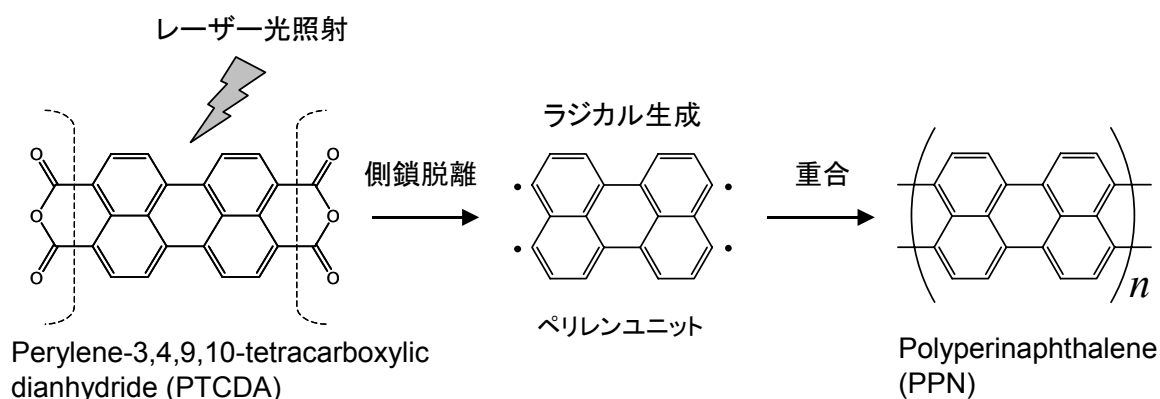 レーザー光照射
O
O
O
O
O
O
側鎖脱離
ラジカル生成
ペリレンユニット
重合
n
Perylene-3,4,9,10-tetracarboxylic
dianhydride (PTCDA)
Polyperinaphthalene
(PPN)